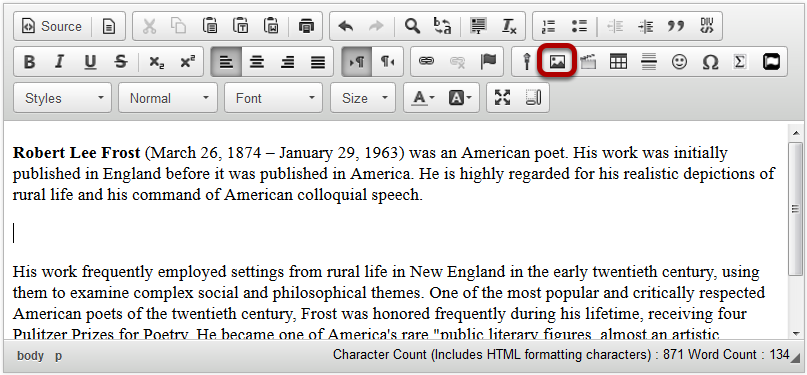 Source
B I U S x₂ x² ¶ ¶ Ω Σ
Styles Normal Font Size A A
Robert Lee Frost (March 26, 1874 – January 29, 1963) was an American poet. His work was initially
published in England before it was published in America. He is highly regarded for his realistic depictions of
rural life and his command of American colloquial speech.
His work frequently employed settings from rural life in New England in the early twentieth century, using
them to examine complex social and philosophical themes. One of the most popular and critically respected
American poets of the twentieth century, Frost was honored frequently during his lifetime, receiving four
Pulitzer Prizes for Poetry. He became one of America's rare "public literary figures, almost an artistic
body p Character Count (Includes HTML formatting characters) : 871 Word Count : 134